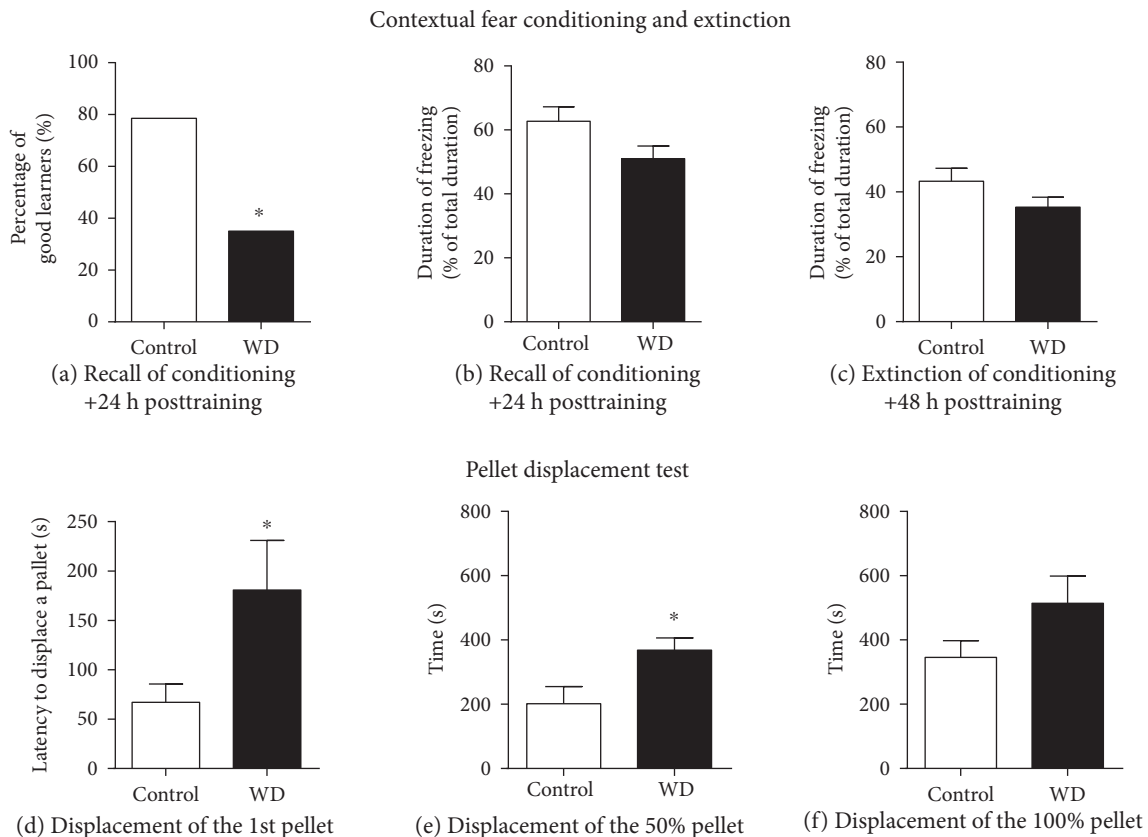 Contextual fear conditioning and extinction
Percentage of
good learners (%)
100
80
60
40
20
0
*
Control WD
(a) Recall of conditioning
+24 h posttraining
Duration of freezing
(% of total duration)
80
60
40
20
0
Control WD
(b) Recall of conditioning
+24 h posttraining
Duration of freezing
(% of total duration)
80
60
40
20
0
Control WD
(c) Extinction of conditioning
+48 h posttraining
Pellet displacement test
Latency to displace a pallet (s)
250
200
150
100
50
0
*
Control WD
(d) Displacement of the 1st pellet
Time (s)
800
600
400
200
0
*
Control WD
(e) Displacement of the 50% pellet
Time (s)
800
600
400
200
0
Control WD
(f) Displacement of the 100% pellet